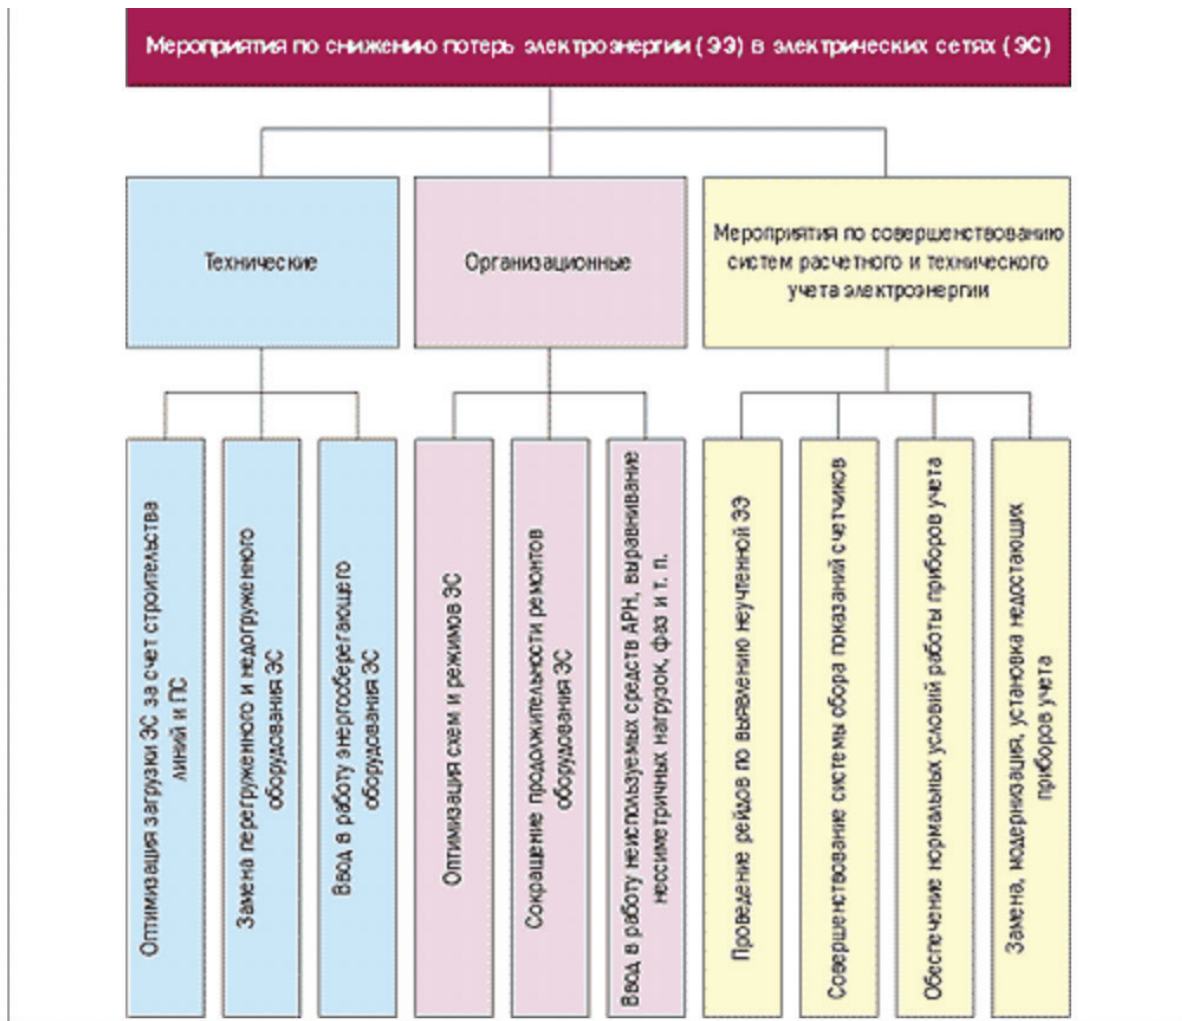 Мероприятия по снижению потерь электроэнергии (ЭЭ) в электрических сетях (ЭС)
Технические
Организационные
Мероприятия по совершенствованию
систем расчетного и технического
учета электроэнергии
Оптимизация загрузки ЭС за счет строительства
линий и ПС
Замена перегруженного и недогруженного
оборудования ЭС
Ввод в работу энергосберегающего
оборудования ЭС
Оптимизация схем и режимов ЭС
Сокращение продолжительности ремонтов
оборудования ЭС
Ввод в работу неиспользуемых средств АРН, выравнивание
нессиметричных нагрузок, фаз и т. п.
Проведение рейдов по выявлению неучтенной ЭЭ
Совершенствование системы сбора показаний счетчиков
Обеспечение нормальных условий работы приборов учета
Замена, модернизация, установка недостающих
приборов учета